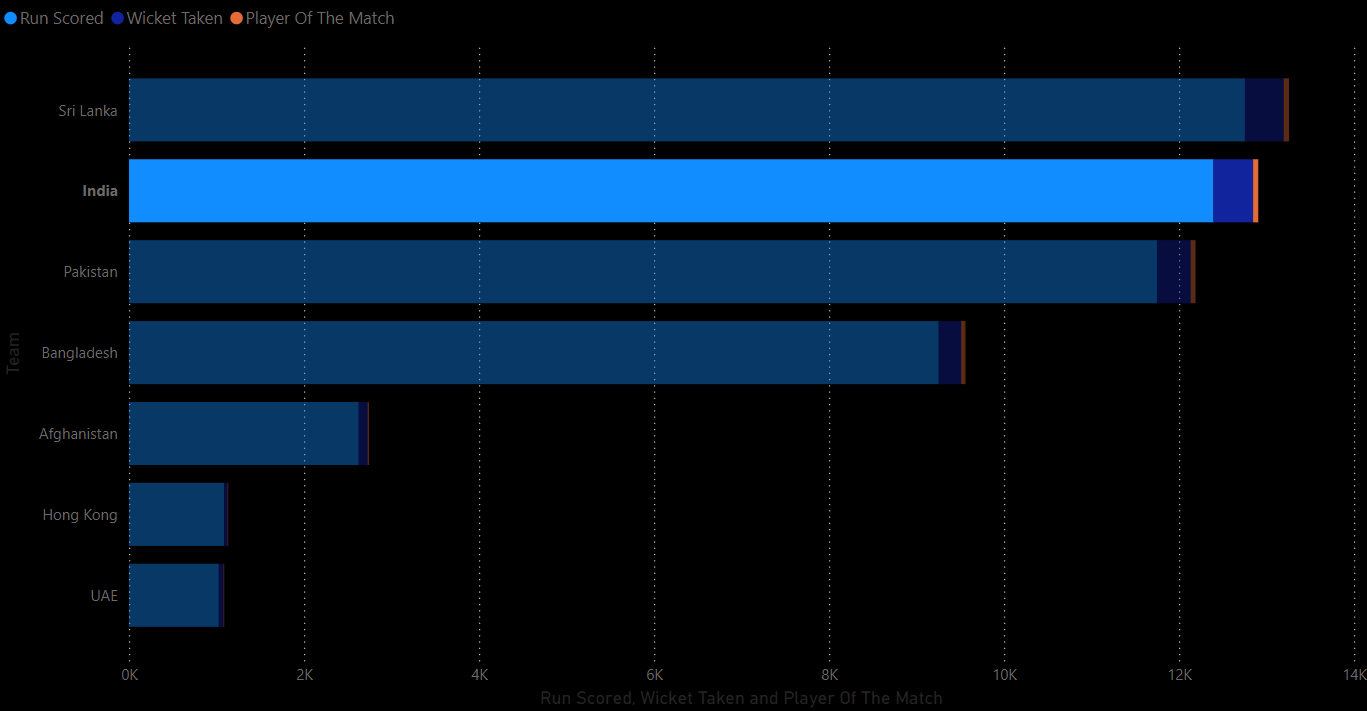 Run Scored Wicket Taken Player Of The Match
Sri Lanka
India
Pakistan
Bangladesh
Afghanistan
Hong Kong
UAE
Team
0K 2K 4K 6K 8K 10K 12K 14K
Run Scored, Wicket Taken and Player Of The Match